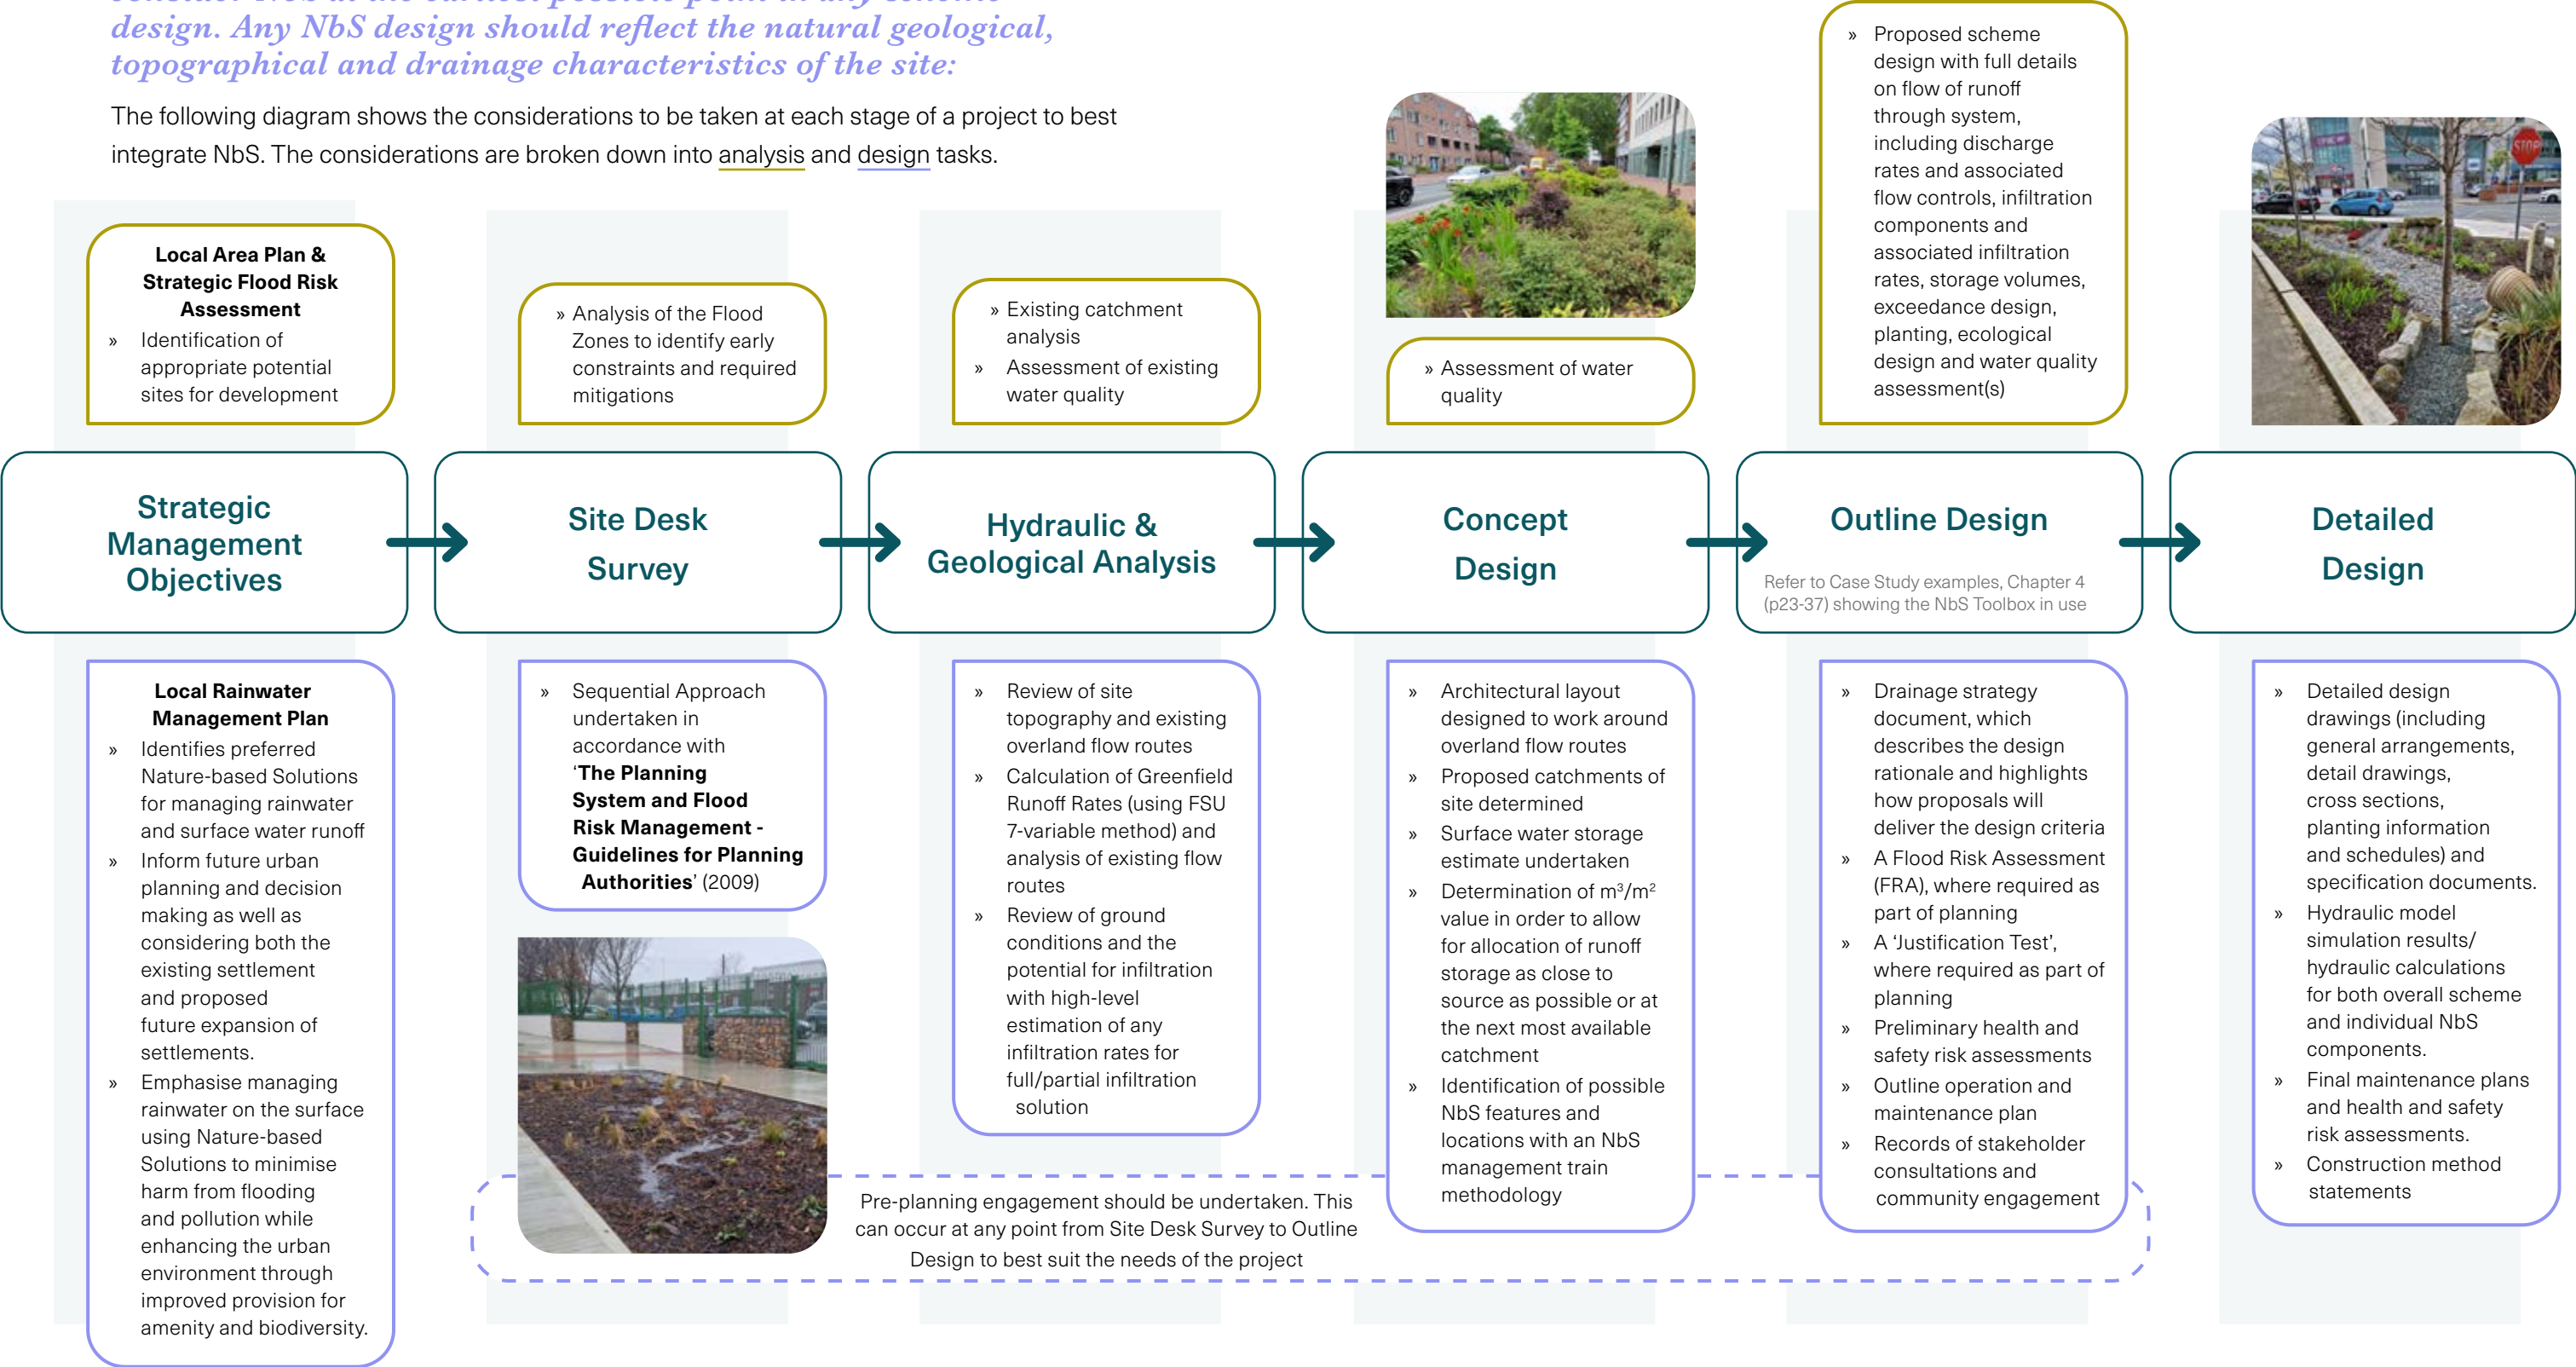 design. Any NbS design should reflect the natural geological,
topographical and drainage characteristics of the site:
The following diagram shows the considerations to be taken at each stage of a project to best
integrate NbS. The considerations are broken down into analysis and design tasks.
Local Area Plan &
Strategic Flood Risk
Assessment
» Identification of
appropriate potential
sites for development
» Analysis of the Flood
Zones to identify early
constraints and required
mitigations
» Existing catchment
analysis
» Assessment of existing
water quality
» Assessment of water
quality
» Proposed scheme
design with full details
on flow of runoff
through system,
including discharge
rates and associated
flow controls, infiltration
components and
associated infiltration
rates, storage volumes,
exceedance design,
planting, ecological
design and water quality
assessment(s)
STOP
Strategic
Management
Objectives
Site Desk
Survey
Hydraulic &
Geological Analysis
Concept
Design
Outline Design
Refer to Case Study examples, Chapter 4
(p23-37) showing the NbS Toolbox in use
Detailed
Design
Local Rainwater
Management Plan
» Identifies preferred
Nature-based Solutions
for managing rainwater
and surface water runoff
» Inform future urban
planning and decision
making as well as
considering both the
existing settlement
and proposed
future expansion of
settlements.
» Emphasise managing
rainwater on the surface
using Nature-based
Solutions to minimise
harm from flooding
and pollution while
enhancing the urban
environment through
improved provision for
amenity and biodiversity.
» Sequential Approach
undertaken in
accordance with
‘The Planning
System and Flood
Risk Management -
Guidelines for Planning
Authorities’ (2009)
» Review of site
topography and existing
overland flow routes
» Calculation of Greenfield
Runoff Rates (using FSU
7-variable method) and
analysis of existing flow
routes
» Review of ground
conditions and the
potential for infiltration
with high-level
estimation of any
infiltration rates for
full/partial infiltration
solution
» Architectural layout
designed to work around
overland flow routes
» Proposed catchments of
site determined
» Surface water storage
estimate undertaken
» Determination of m³/m²
value in order to allow
for allocation of runoff
storage as close to
source as possible or at
the next most available
catchment
» Identification of possible
NbS features and
locations with an NbS
management train
methodology
» Drainage strategy
document, which
describes the design
rationale and highlights
how proposals will
deliver the design criteria
» A Flood Risk Assessment
(FRA), where required as
part of planning
» A ‘Justification Test’,
where required as part of
planning
» Preliminary health and
safety risk assessments
» Outline operation and
maintenance plan
» Records of stakeholder
consultations and
community engagement
» Detailed design
drawings (including
general arrangements,
detail drawings,
cross sections,
planting information
and schedules) and
specification documents.
» Hydraulic model
simulation results/
hydraulic calculations
for both overall scheme
and individual NbS
components.
» Final maintenance plans
and health and safety
risk assessments.
» Construction method
statements
Pre-planning engagement should be undertaken. This
can occur at any point from Site Desk Survey to Outline
Design to best suit the needs of the project